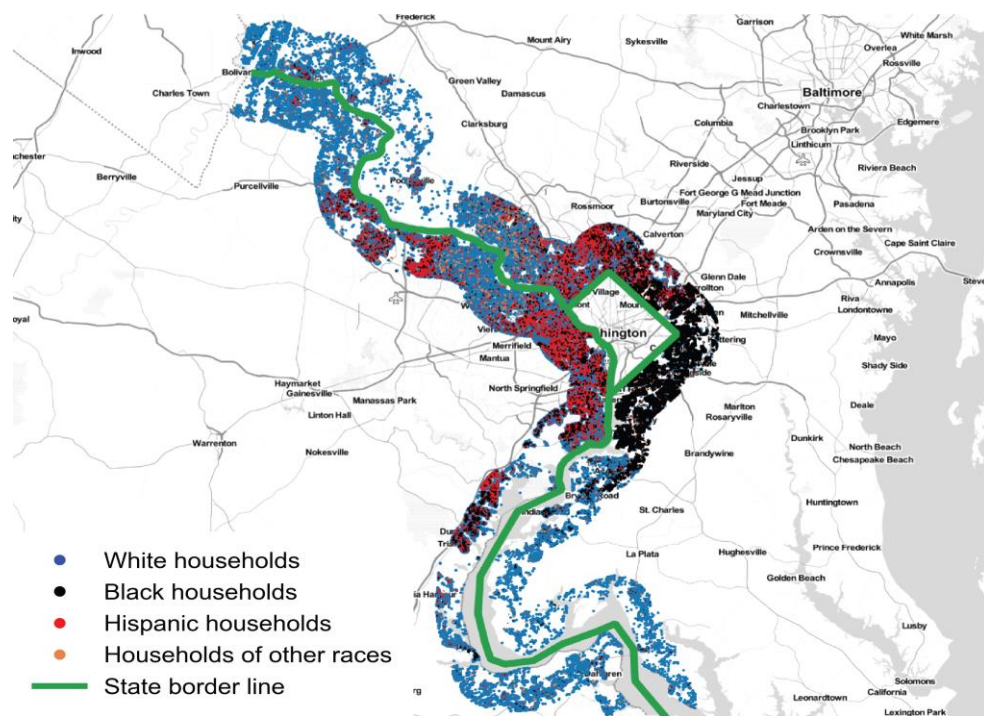 Frederick
Garrison
Inwood
Mount Airy
Sykesville
White Marsh
Overlea
Rossville
Green Valley
Charles Town
Damascus
Baltimore
Charlestown
Clarksburg
Columbia
Brooklyn Park
Edgemere
Linthicum
Riverside
Riviera Beach
Berryville
Purcellville
Jessup
Fort George G Mead Junction
Rossmoor
Burtonsville
Fort Meade
Pasadena
Maryland City
Calverton
Arden on the Severn
Cape Saint Claire
Crownsville
Glenn Dale
Annapolis
Village
Riva
Mitchellville
Londontowne
hington
Merrifield
Mayo
Mantua
Shady Side
North Springfield
Haymarket
Gainesville
Manassas Park
Marlton
Deale
Linton Hall
Rosaryville
Dunkirk
Warrenton
North Beach
Nokesville
Brandywine
Chesapeake Beach
Huntingtown
St. Charles
La Plata
Hughesville
Prince Frederick
Golden Beach
Lusby
Solomons
Leonardtown
California
Lexington Park
White households
Black households
Hispanic households
Households of other races
State border line